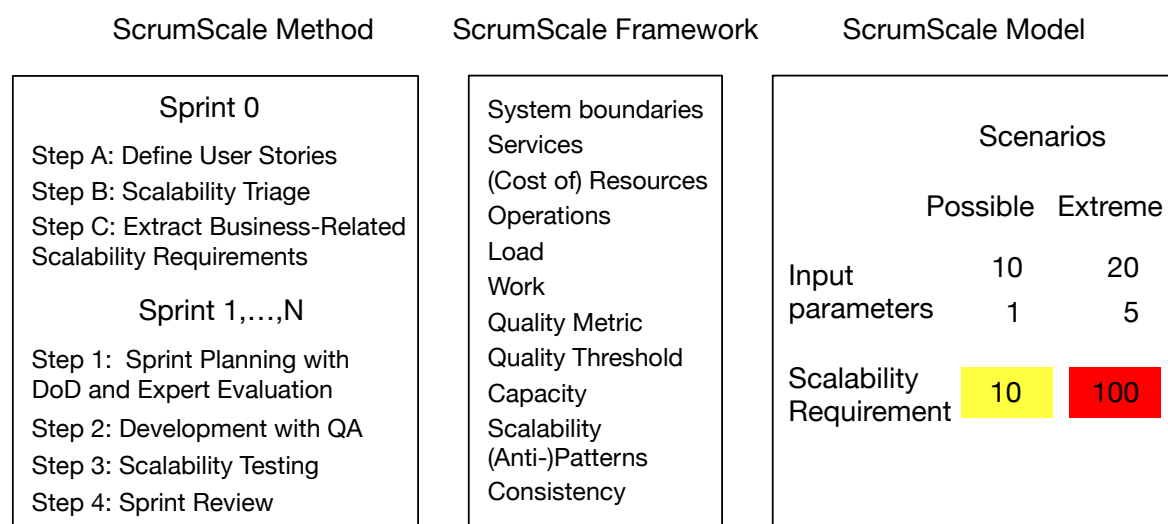 ScrumScale Method
Sprint 0
Step A: Define User Stories
Step B: Scalability Triage
Step C: Extract Business-Related
Scalability Requirements
Sprint 1,...,N
Step 1: Sprint Planning with
DoD and Expert Evaluation
Step 2: Development with QA
Step 3: Scalability Testing
Step 4: Sprint Review
ScrumScale Framework
System boundaries
Services
(Cost of) Resources
Operations
Load
Work
Quality Metric
Quality Threshold
Capacity
Scalability
(Anti-)Patterns
Consistency
ScrumScale Model
Scenarios
Possible Extreme
Input
parameters
10 20
1 5
Scalability
Requirement
10 100